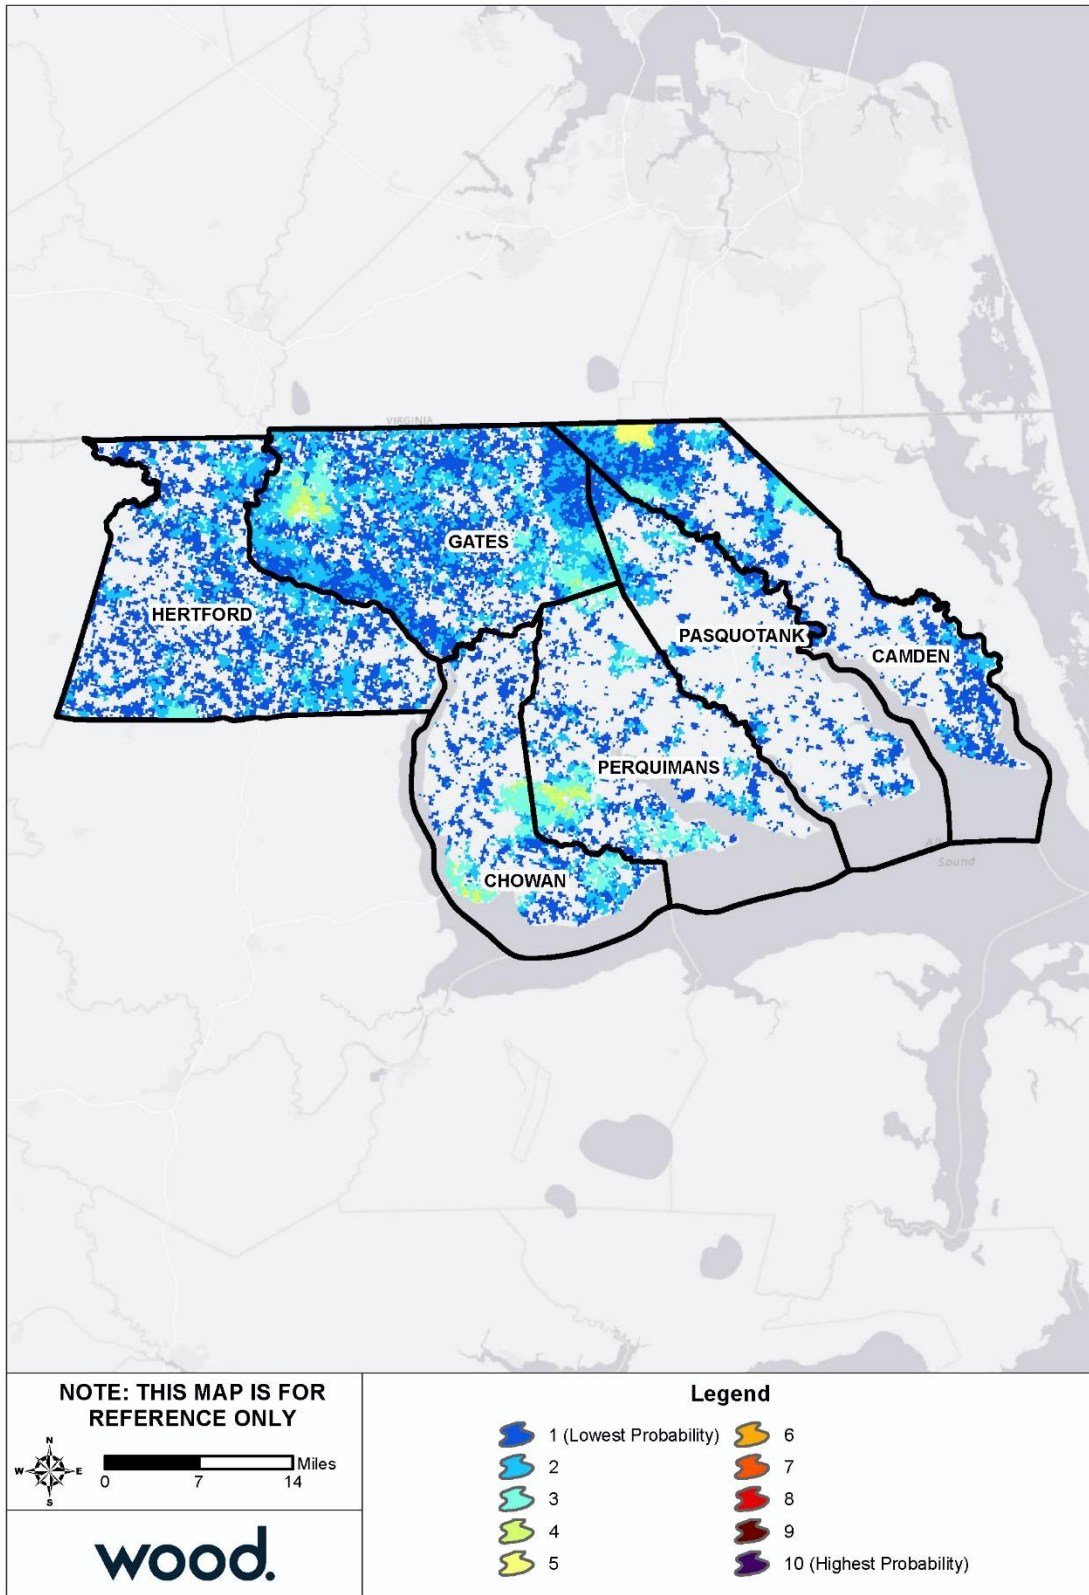 VIRGINIA
GATES
HERTFORD
PASQUOTANK
CAMDEN
PERQUIMANS
Sound
CHOWAN
NOTE: THIS MAP IS FOR
REFERENCE ONLY
N
W E
S
0 7 14 Miles
wood.
Legend
1 (Lowest Probability)
2
3
4
5
6
7
8
9
10 (Highest Probability)